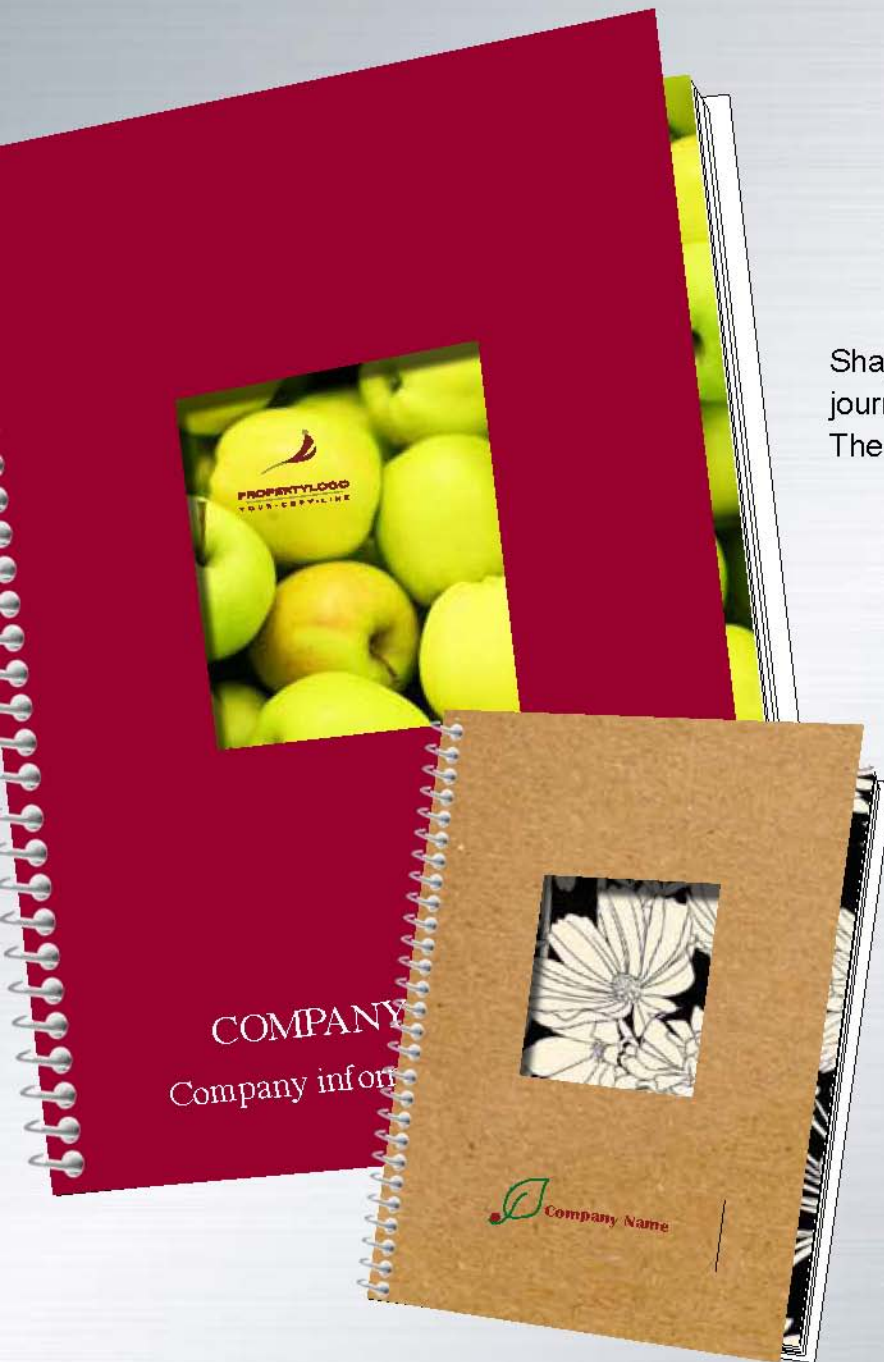 Sha
jour
The
PROPERTYLOGO
YOUR-COPY-LINE
COMPANY
Company infor
Company Name